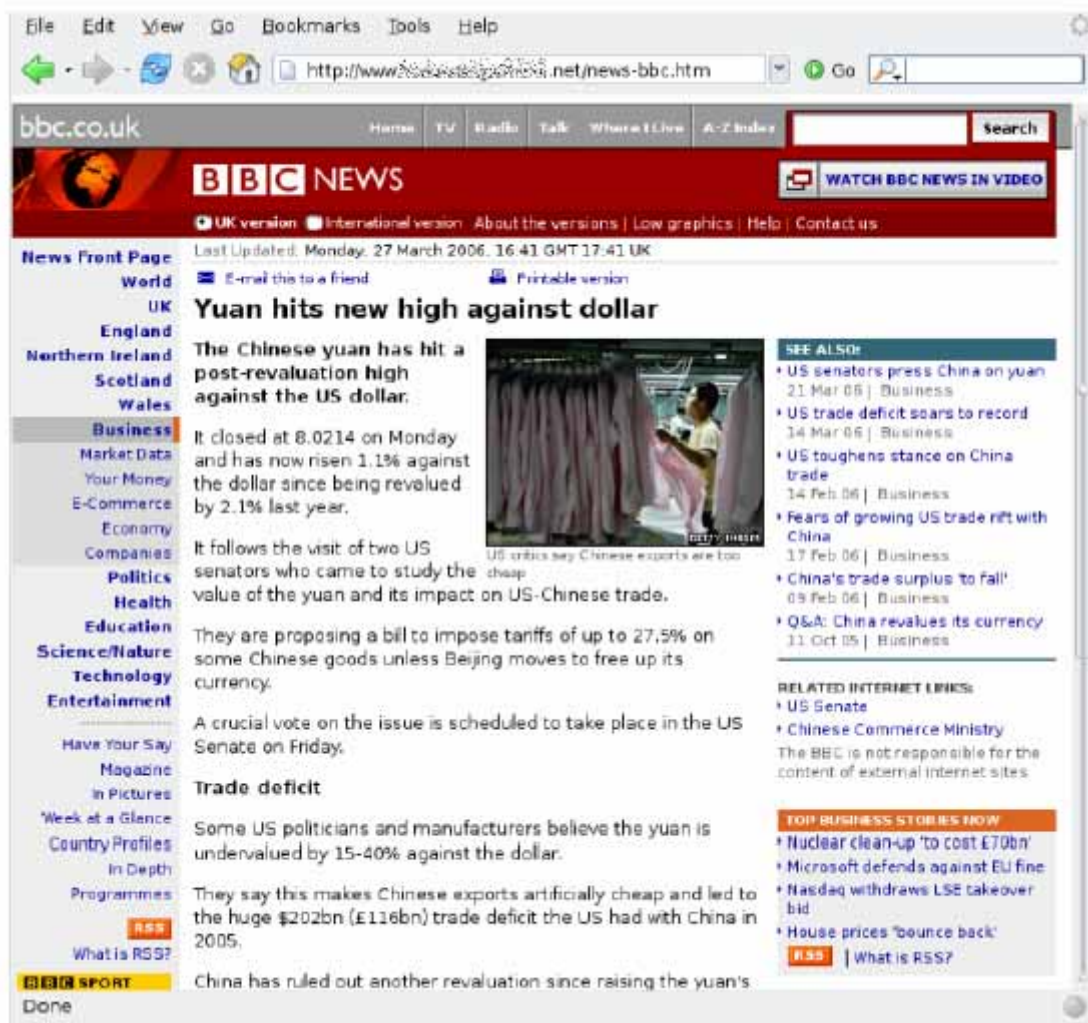 File Edit View Go Bookmarks Tools Help
http://www .net/news-bbc.htm Go
bbc.co.uk Home TV Radio Talk Where I Live A-Z Index Search
BBC NEWS
WATCH BBC NEWS IN VIDEO
UK version International version About the versions | Low graphics | Help | Contact us
News Front Page
World
UK
England
Northern Ireland
Scotland
Wales
Business
Market Data
Your Money
E-Commerce
Economy
Companies
Politics
Health
Education
Science/Nature
Technology
Entertainment
Have Your Say
Magazine
In Pictures
Week at a Glance
Country Profiles
In Depth
Programmes
RSS
What is RSS?
BBC SPORT
Last Updated: Monday, 27 March 2006, 16:41 GMT 17:41 UK
E-mail this to a friend Printable version
Yuan hits new high against dollar
The Chinese yuan has hit a
post-revaluation high
against the US dollar.
It closed at 8.0214 on Monday
and has now risen 1.1% against
the dollar since being revalued
by 2.1% last year.
GETTY IMAGES
US critics say Chinese exports are too
cheap
It follows the visit of two US
senators who came to study the
value of the yuan and its impact on US-Chinese trade.
They are proposing a bill to impose tariffs of up to 27.5% on
some Chinese goods unless Beijing moves to free up its
currency.
A crucial vote on the issue is scheduled to take place in the US
Senate on Friday.
Trade deficit
Some US politicians and manufacturers believe the yuan is
undervalued by 15-40% against the dollar.
They say this makes Chinese exports artificially cheap and led to
the huge $202bn (£116bn) trade deficit the US had with China in
2005.
China has ruled out another revaluation since raising the yuan's
SEE ALSO:
US senators press China on yuan
21 Mar 06 | Business
US trade deficit soars to record
14 Mar 06 | Business
US toughens stance on China
trade
14 Feb 06 | Business
Fears of growing US trade rift with
China
17 Feb 06 | Business
China's trade surplus 'to fall'
09 Feb 06 | Business
Q&A: China revalues its currency
11 Oct 05 | Business
RELATED INTERNET LINKS:
US Senate
Chinese Commerce Ministry
The BBC is not responsible for the
content of external internet sites
TOP BUSINESS STORIES NOW
Nuclear clean-up 'to cost £70bn'
Microsoft defends against EU fine
Nasdaq withdraws LSE takeover
bid
House prices 'bounce back'
RSS | What is RSS?
Done